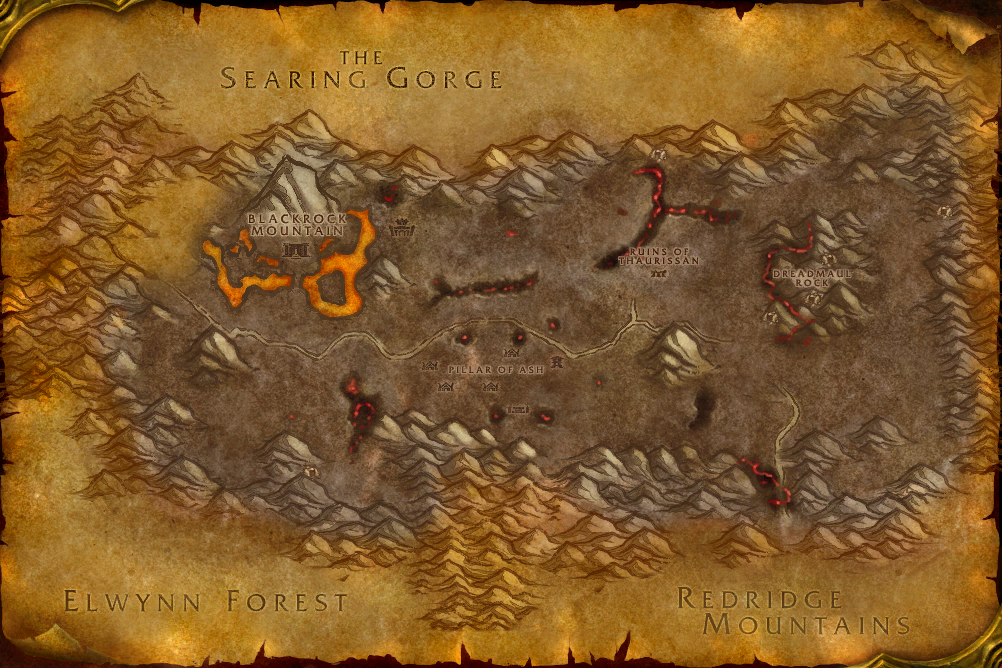 THE
SEARING GORGE
BLACKROCK
MOUNTAIN
RUINS OF
THAURISSAN
DREADMAUL
ROCK
PILLAR OF ASH
ELWYNN FOREST
REDRIDGE
MOUNTAINS